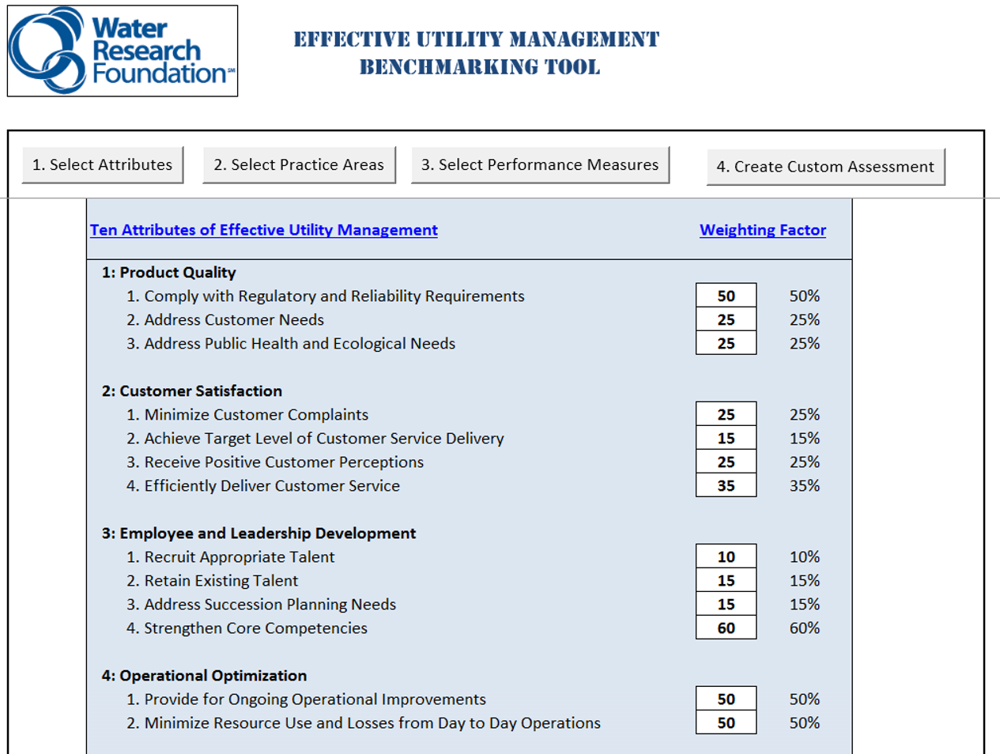 Water
Research
Foundation SM
EFFECTIVE UTILITY MANAGEMENT
BENCHMARKING TOOL
1. Select Attributes
2. Select Practice Areas
3. Select Performance Measures
4. Create Custom Assessment
Ten Attributes of Effective Utility Management Weighting Factor
1: Product Quality
1. Comply with Regulatory and Reliability Requirements 50 50%
2. Address Customer Needs 25 25%
3. Address Public Health and Ecological Needs 25 25%
2: Customer Satisfaction
1. Minimize Customer Complaints 25 25%
2. Achieve Target Level of Customer Service Delivery 15 15%
3. Receive Positive Customer Perceptions 25 25%
4. Efficiently Deliver Customer Service 35 35%
3: Employee and Leadership Development
1. Recruit Appropriate Talent 10 10%
2. Retain Existing Talent 15 15%
3. Address Succession Planning Needs 15 15%
4. Strengthen Core Competencies 60 60%
4: Operational Optimization
1. Provide for Ongoing Operational Improvements 50 50%
2. Minimize Resource Use and Losses from Day to Day Operations 50 50%